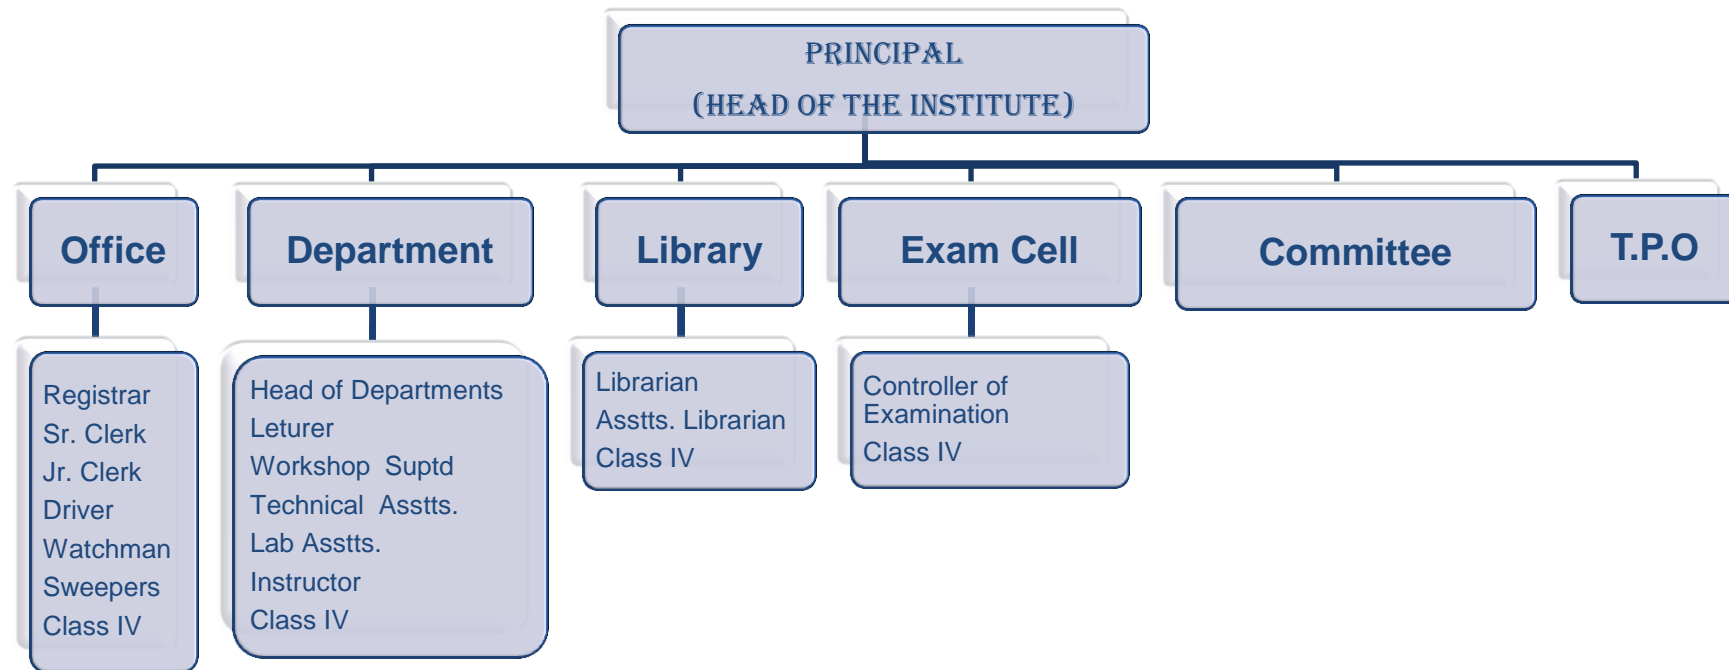 PRINCIPAL
(HEAD OF THE INSTITUTE)
Office
Department
Library
Exam Cell
Committee
T.P.O
Registrar
Sr. Clerk
Jr. Clerk
Driver
Watchman
Sweepers
Class IV
Head of Departments
Leturer
Workshop Suptd
Technical Asstts.
Lab Asstts.
Instructor
Class IV
Librarian
Asstts. Librarian
Class IV
Controller of
Examination
Class IV